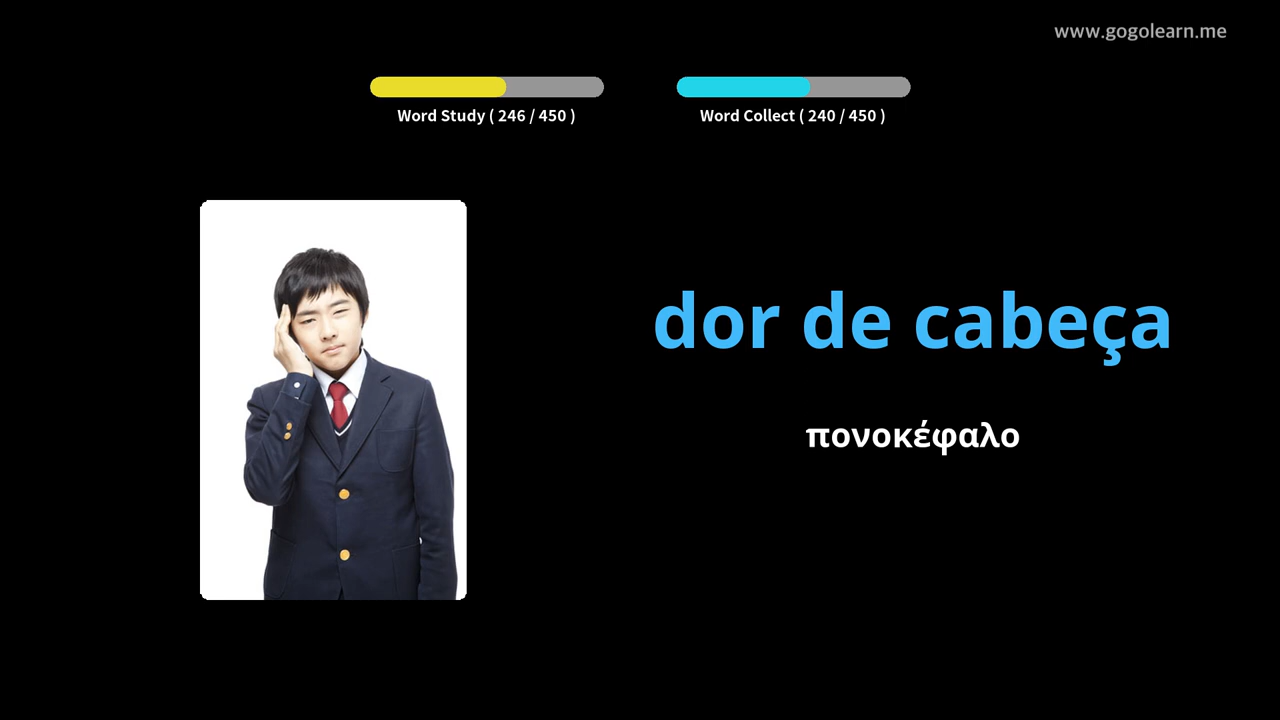 www.gogolearn.me
Word Study ( 246 / 450 )
Word Collect ( 240 / 450 )
dor de cabeça
πονοκέφαλο